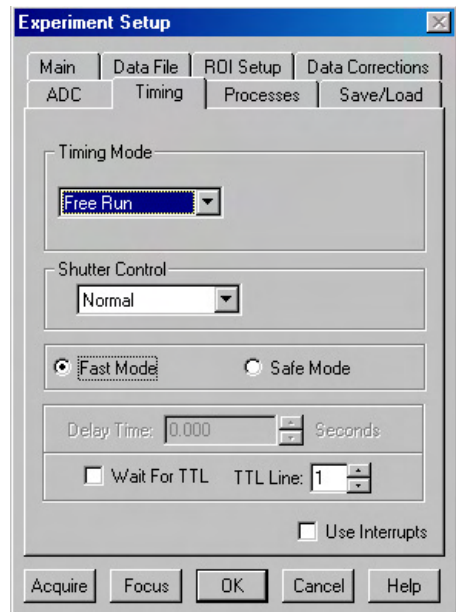 Experiment Setup
Main Data File ROI Setup Data Corrections
ADC Timing Processes Save/Load
Timing Mode
Free Run
Shutter Control
Normal
Fast Mode Safe Mode
Delay Time: 0.000 Seconds
Wait For TTL TTL Line: 1
Use Interrupts
Acquire Focus OK Cancel Help